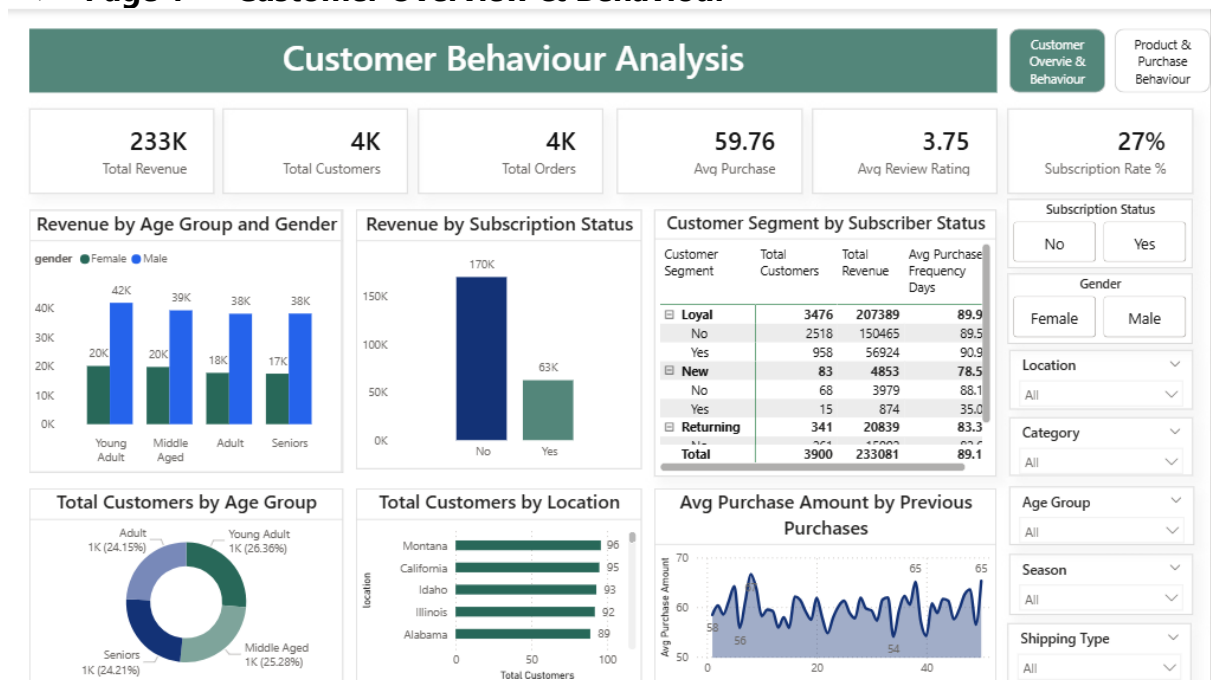 Page 1 – Customer Overview & Behaviour
Customer Behaviour Analysis
Customer
Overvie &
Behaviour
Product &
Purchase
Behaviour
233K
Total Revenue
4K
Total Customers
4K
Total Orders
59.76
Avg Purchase
3.75
Avg Review Rating
27%
Subscription Rate %
Revenue by Age Group and Gender
gender Female Male
40K
30K
20K
10K
0K
20K
42K
20K
39K
18K
38K
17K
38K
Young
Adult
Middle
Aged
Adult
Seniors
Revenue by Subscription Status
150K
100K
50K
0K
170K
63K
No
Yes
Customer Segment by Subscriber Status
Customer Segment Total Customers Total Revenue Avg Purchase Frequency Days
Loyal 3476 207389 89.9
No 2518 150465 89.5
Yes 958 56924 90.9
New 83 4853 78.5
No 68 3979 88.1
Yes 15 874 35.0
Returning 341 20839 83.3
Total 3900 233081 89.1
Subscription Status
No
Yes
Gender
Female
Male
Location
All
Category
All
Age Group
All
Season
All
Shipping Type
All
Total Customers by Age Group
Adult
1K (24.15%)
Young Adult
1K (26.36%)
Seniors
1K (24.21%)
Middle Aged
1K (25.28%)
Total Customers by Location
location
Montana 96
California 95
Idaho 93
Illinois 92
Alabama 89
0 50 100
Total Customers
Avg Purchase Amount by Previous
Purchases
Avg Purchase Amount
70
60
50
58
56
65
54
65
0 20 40